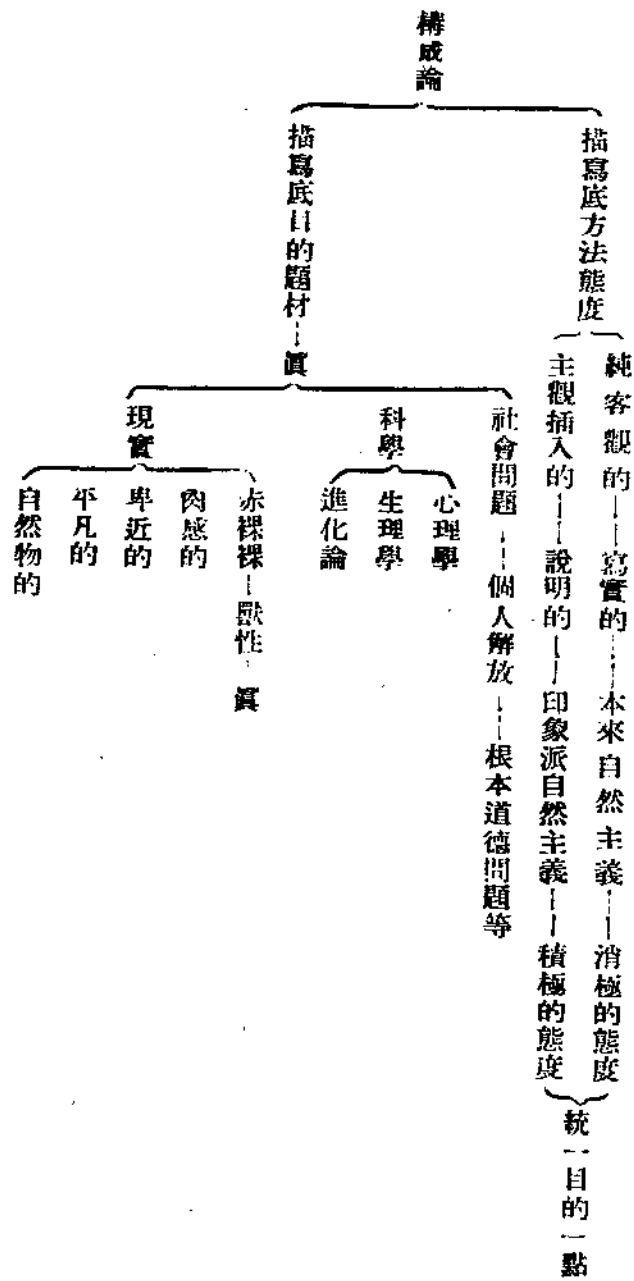 構成論
描寫底方法態度
純客觀的——寫實的……本來自然主義……消極的態度
主觀插入的——說明的——印象派自然主義——積極的態度
統一目的一點
描寫底目的題材——眞
社會問題……個人解放……根本道德問題等
科學
心理學
生理學
進化論
現實
赤裸裸——獸性——眞
肉感的
卑近的
平凡的
自然物的